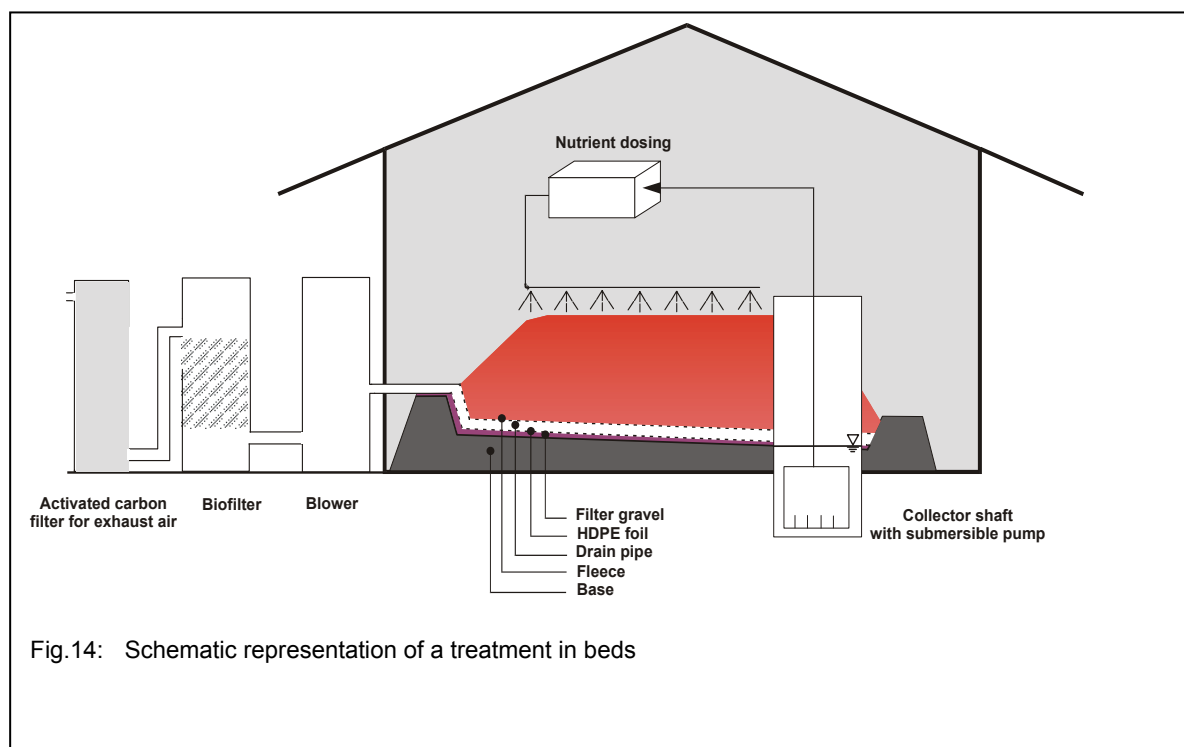 Nutrient dosing
Activated carbon
filter for exhaust air
Biofilter
Blower
Filter gravel
HDPE foil
Drain pipe
Fleece
Base
Collector shaft
with submersible pump
Fig.14: Schematic representation of a treatment in beds